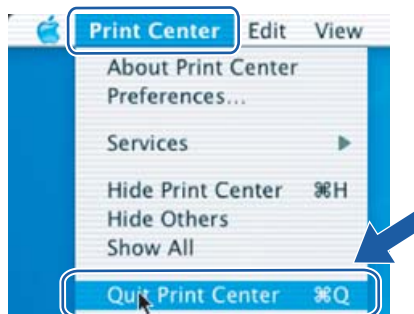 Print Center Edit View
About Print Center
Preferences...
Services
Hide Print Center ⌘H
Hide Others
Show All
Quit Print Center ⌘Q